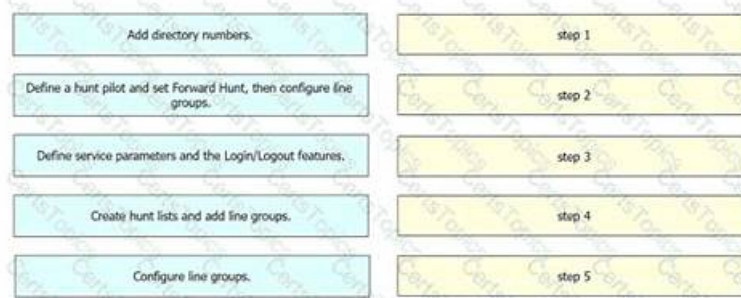 Add directory numbers.
step 1
Define a hunt pilot and set Forward Hunt, then configure line
groups.
step 2
Define service parameters and the Login/Logout features.
step 3
Create hunt lists and add line groups.
step 4
Configure line groups.
step 5
CertsTopics